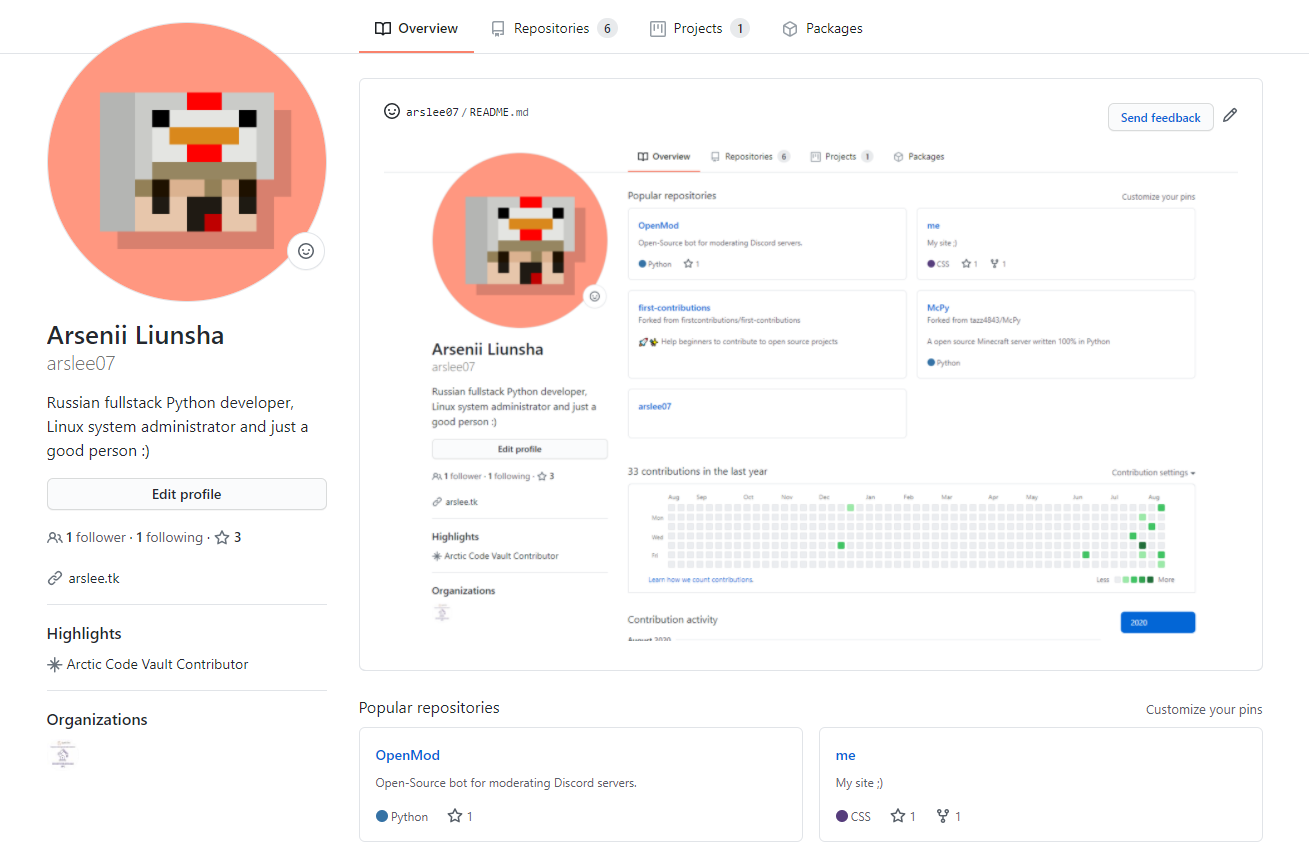 Overview
Repositories 6
Projects 1
Packages
Arsenii Liunsha
arslee07
Russian fullstack Python developer,
Linux system administrator and just a
good person :)
Edit profile
1 follower · 1 following · 3
arslee.tk
Highlights
Arctic Code Vault Contributor
Organizations
arslee07/README.md
Send feedback
Overview
Repositories 6
Projects 1
Packages
Arsenii Liunsha
arslee07
Russian fullstack Python developer,
Linux system administrator and just a
good person :)
Edit profile
1 follower · 1 following · 3
arslee.tk
Highlights
Arctic Code Vault Contributor
Organizations
Popular repositories
Customize your pins
OpenMod
Open-Source bot for moderating Discord servers.
Python 1
me
My site ;)
CSS 1 1
first-contributions
Forked from firstcontributions/first-contributions
Help beginners to contribute to open source projects
McPy
Forked from tazz4843/McPy
A open source Minecraft server written 100% in Python
Python
arslee07
33 contributions in the last year
Contribution settings
Aug Sep Oct Nov Dec Jan Feb Mar Apr May Jun Jul Aug
Mon
Wed
Fri
Learn how we count contributions.
Less More
Contribution activity
2020
August 2020
Popular repositories
Customize your pins
OpenMod
Open-Source bot for moderating Discord servers.
Python 1
me
My site ;)
CSS 1 1